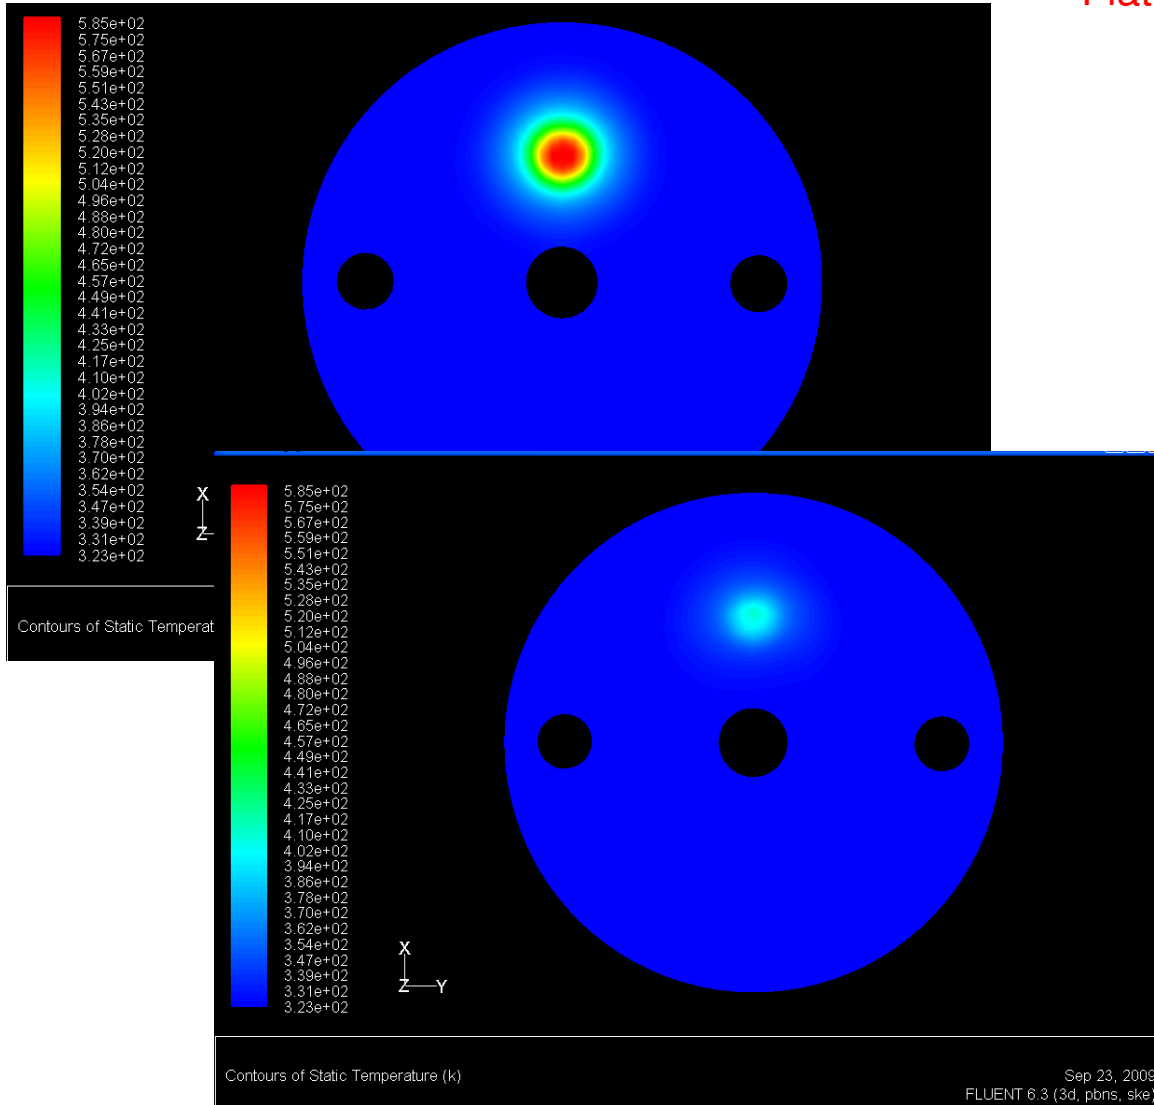 5.85e+02
5.75e+02
5.67e+02
5.59e+02
5.51e+02
5.43e+02
5.35e+02
5.28e+02
5.20e+02
5.12e+02
5.04e+02
4.96e+02
4.88e+02
4.80e+02
4.72e+02
4.65e+02
4.57e+02
4.49e+02
4.41e+02
4.33e+02
4.25e+02
4.17e+02
4.10e+02
4.02e+02
3.94e+02
3.86e+02
3.78e+02
3.70e+02
3.62e+02
3.54e+02
3.47e+02
3.39e+02
3.31e+02
3.23e+02
X
Z
Contours of Static Temperat
5.85e+02
5.75e+02
5.67e+02
5.59e+02
5.51e+02
5.43e+02
5.35e+02
5.28e+02
5.20e+02
5.12e+02
5.04e+02
4.96e+02
4.88e+02
4.80e+02
4.72e+02
4.65e+02
4.57e+02
4.49e+02
4.41e+02
4.33e+02
4.25e+02
4.17e+02
4.10e+02
4.02e+02
3.94e+02
3.86e+02
3.78e+02
3.70e+02
3.62e+02
3.54e+02
3.47e+02
3.39e+02
3.31e+02
3.23e+02
X
Z Y
Contours of Static Temperature (k)
Sep 23, 2009
FLUENT 6.3 (3d, pbns, ske)